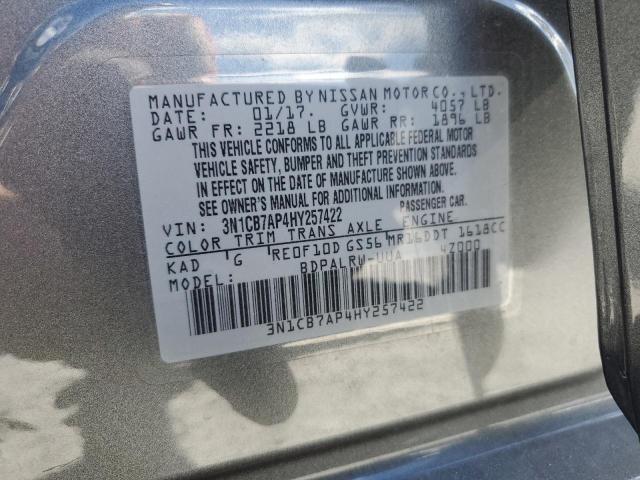 MANUFACTURED BY NISSAN MOTOR CO., LTD.
DATE: 01/17. GVWR: 4057 LB
GAWR FR: 2218 LB GAWR RR: 1896 LB
THIS VEHICLE CONFORMS TO ALL APPLICABLE FEDERAL MOTOR
VEHICLE SAFETY, BUMPER AND THEFT PREVENTION STANDARDS
IN EFFECT ON THE DATE OF MANUFACTURE SHOWN ABOVE.
SEE OWNER'S MANUAL FOR ADDITIONAL INFORMATION.
VIN: 3N1CB7AP4HY257422 PASSENGER CAR.
COLOR TRIM TRANS AXLE ENGINE
KAD G RE0F10D GS56 MR16DDT 1618CC
MODEL: BDPALRW-UUA 4Z000
3N1CB7AP4HY257422